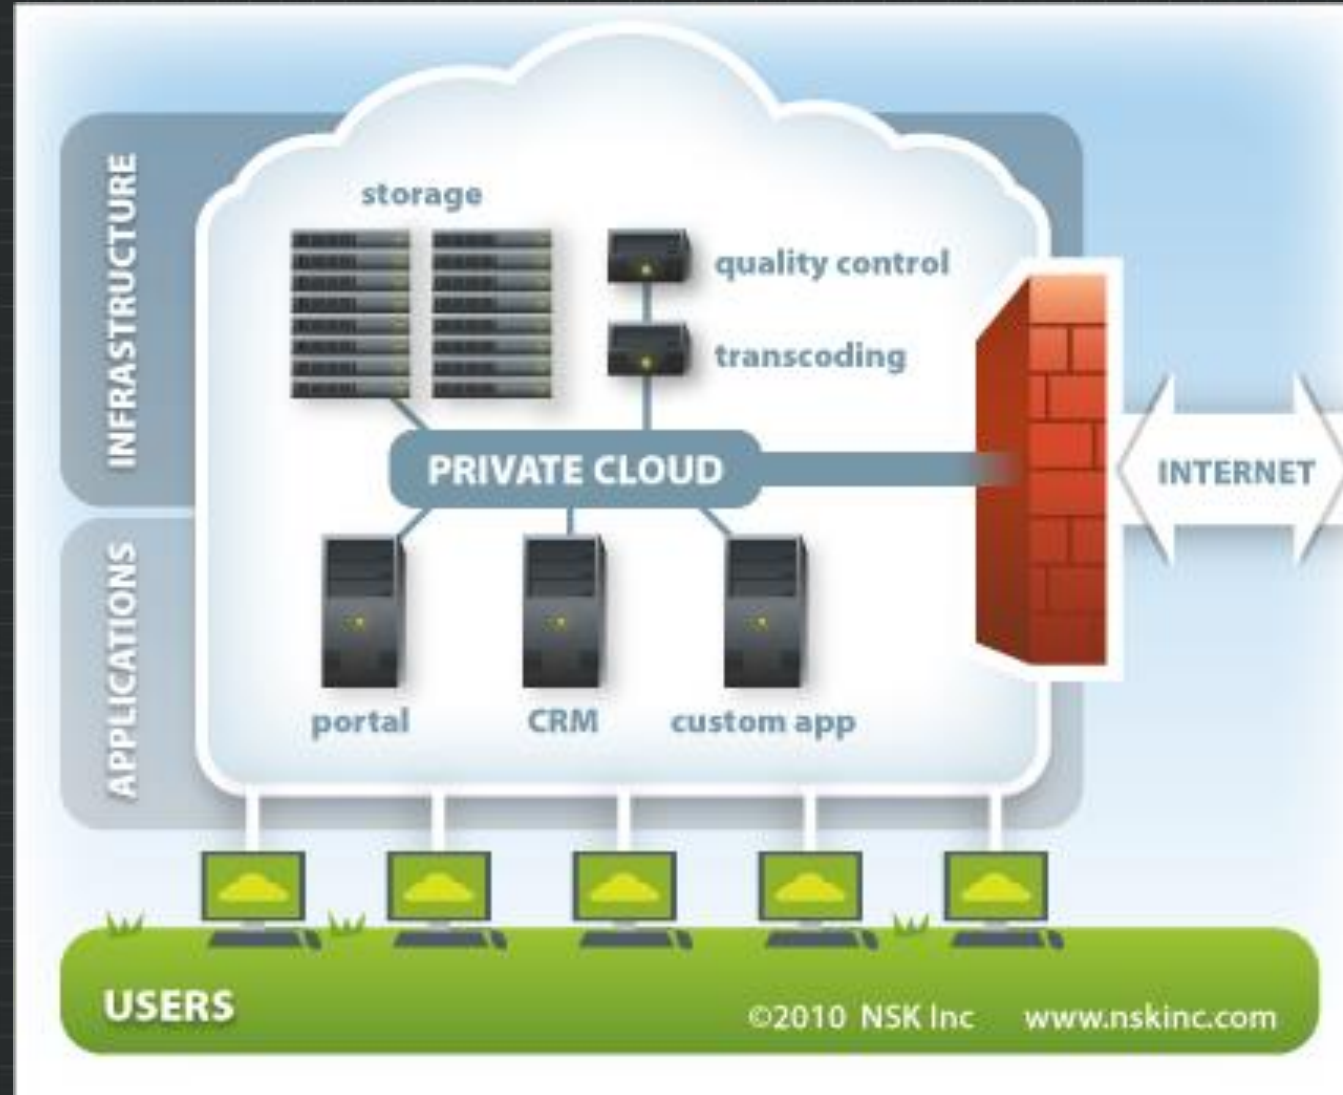 INFRASTRUCTURE
storage
quality control
transcoding
PRIVATE CLOUD
INTERNET
APPLICATIONS
portal
CRM
custom app
USERS
©2010 NSK Inc www.nskinc.com